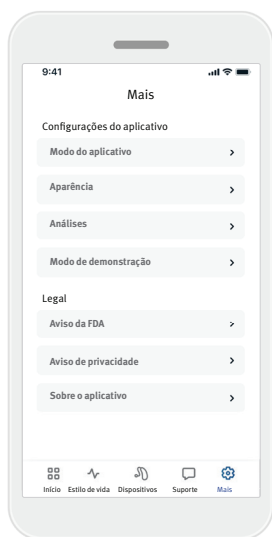 9:41
Mais
Configurações do aplicativo
Modo do aplicativo
Aparência
Análises
Modo de demonstração
Legal
Aviso da FDA
Aviso de privacidade
Sobre o aplicativo
Início Estilo de vida Dispositivos Suporte Mais